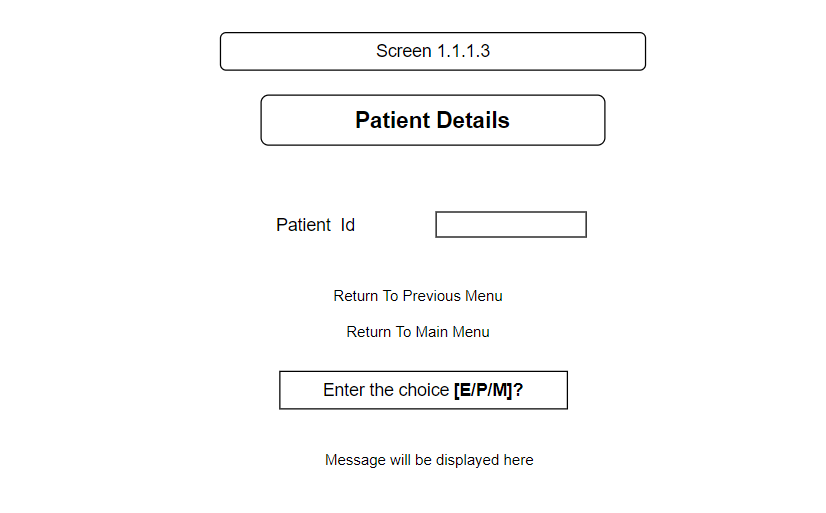 Screen 1.1.1.3
Patient Details
Patient Id
Return To Previous Menu
Return To Main Menu
Enter the choice [E/P/M]?
Message will be displayed here